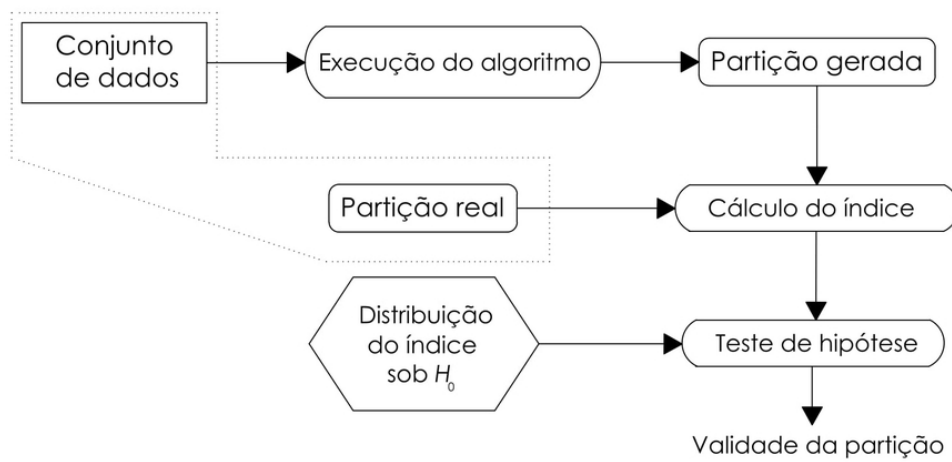 Conjunto
de dados
Execução do algoritmo
Partição gerada
Partição real
Cálculo do índice
Distribuição
do índice
sob H₀
Teste de hipótese
Validade da partição